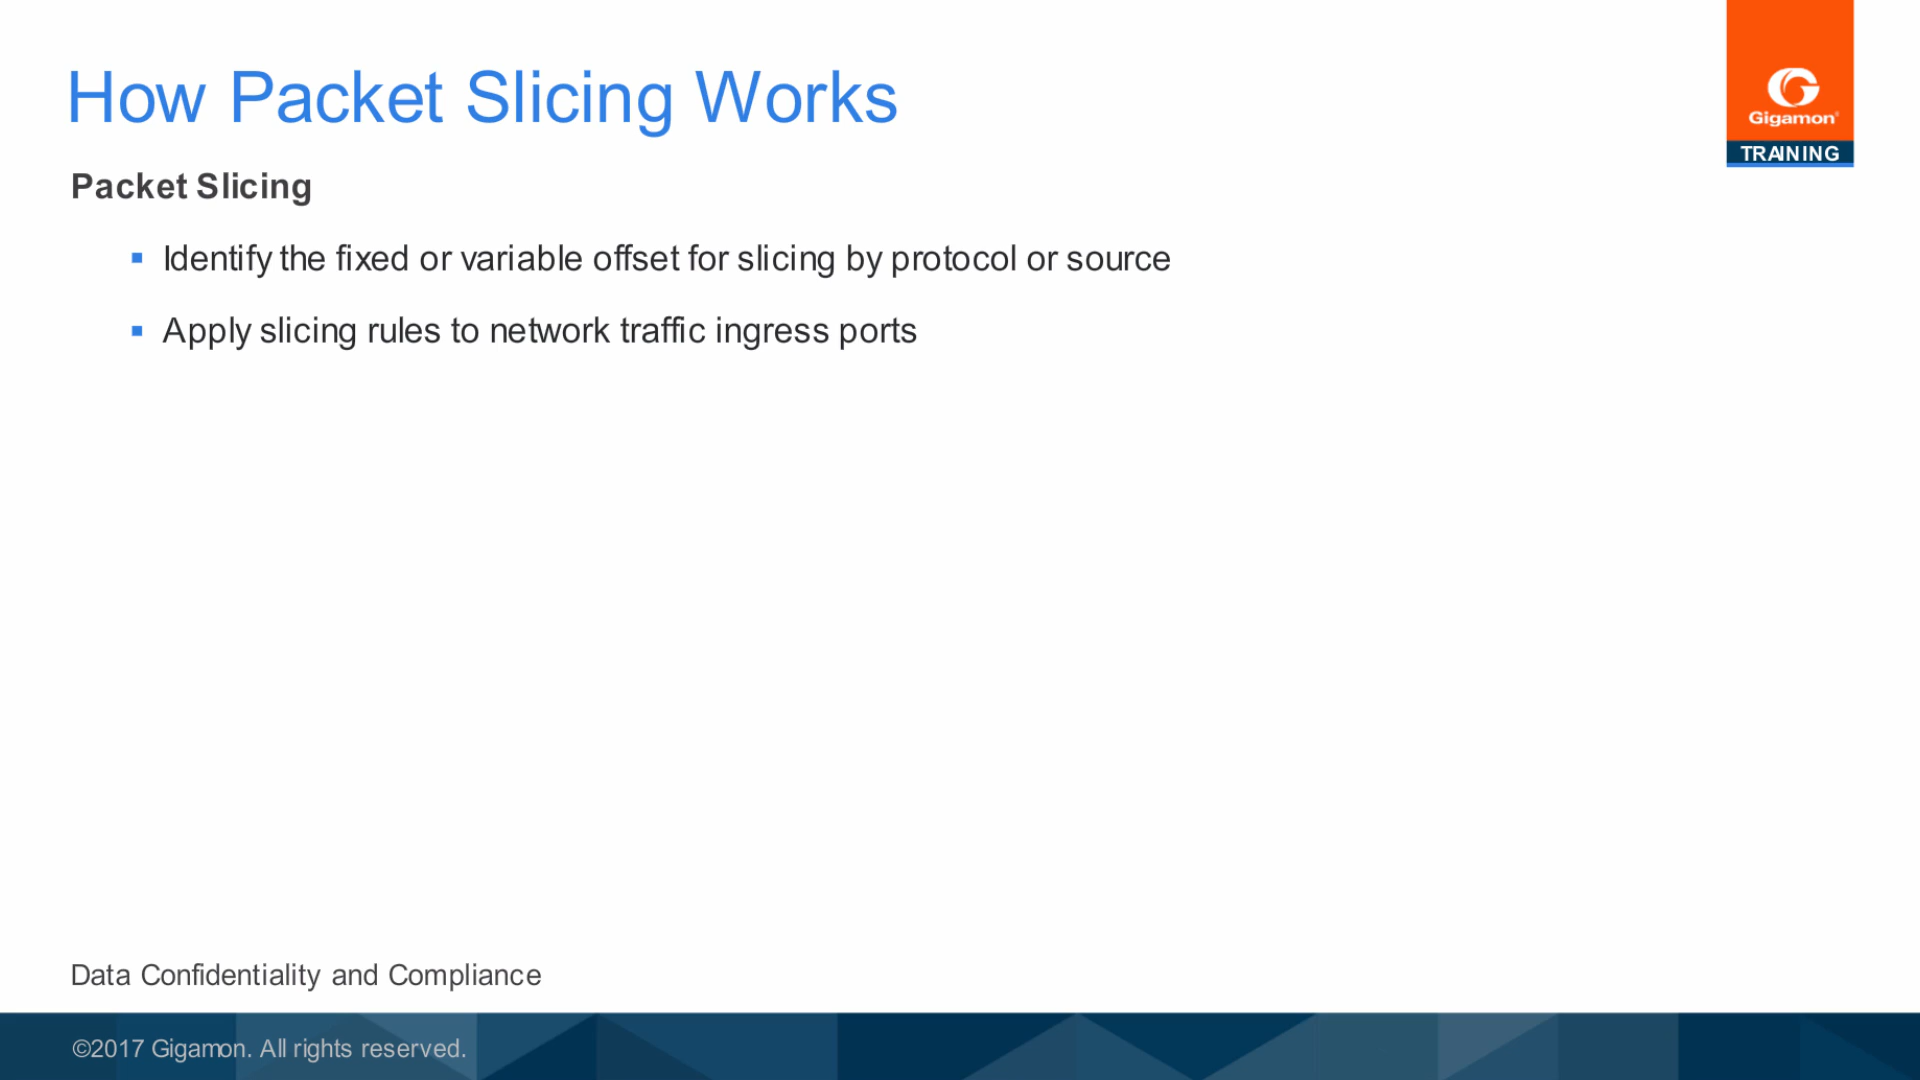 How Packet Slicing Works
Gigamon®
TRAINING
Packet Slicing
▪ Identify the fixed or variable offset for slicing by protocol or source
▪ Apply slicing rules to network traffic ingress ports
Data Confidentiality and Compliance
©2017 Gigamon. All rights reserved.